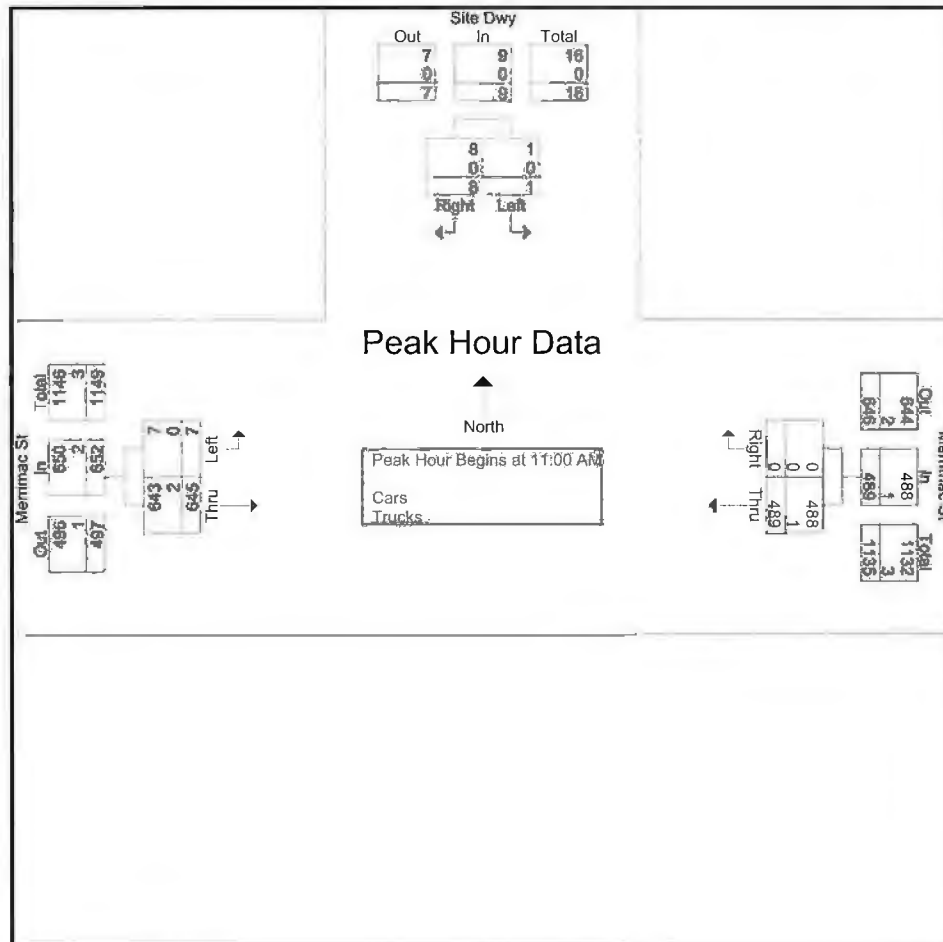 Site Dwy
Out In Total
7 9 16
0 0 0
7 9 16
8 1
0 0
8 1
Right Left
Peak Hour Data
North
Peak Hour Begins at 11:00 AM
Cars
Trucks
Merrimac St
Total
1146
3
1149
In
650
2
652
Out
496
1
497
7
0
7
Left
643
2
645
Thru
Right
0
0
0
Thru
488
1
489
Out
644
2
646
In
488
1
489
Total
1132
3
1135
Merrimac St